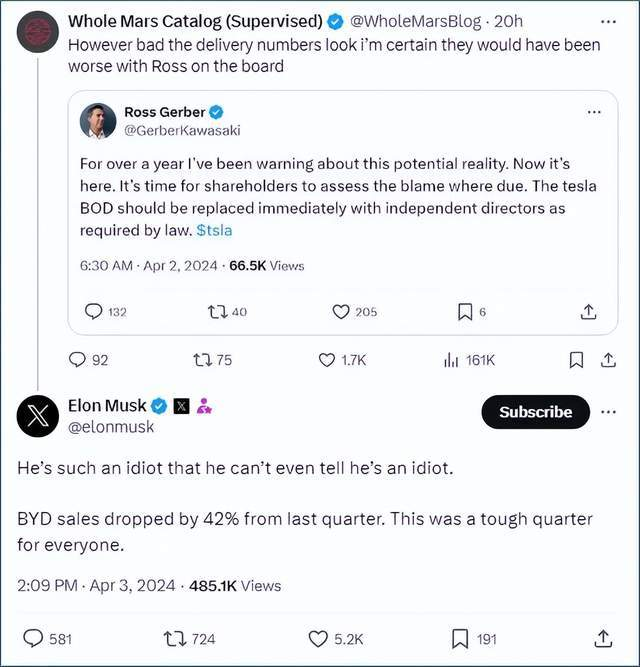 Whole Mars Catalog (Supervised) @WholeMarsBlog · 20h
However bad the delivery numbers look i’m certain they would have been
worse with Ross on the board
Ross Gerber
@GerberKawasaki
For over a year I’ve been warning about this potential reality. Now it’s
here. It’s time for shareholders to assess the blame where due. The tesla
BOD should be replaced immediately with independent directors as
required by law. $tsla
6:30 AM · Apr 2, 2024 · 66.5K Views
132 40 205 6
92 75 1.7K 161K
Elon Musk
@elonmusk
Subscribe
He’s such an idiot that he can’t even tell he’s an idiot.
BYD sales dropped by 42% from last quarter. This was a tough quarter
for everyone.
2:09 PM · Apr 3, 2024 · 485.1K Views
581 724 5.2K 191